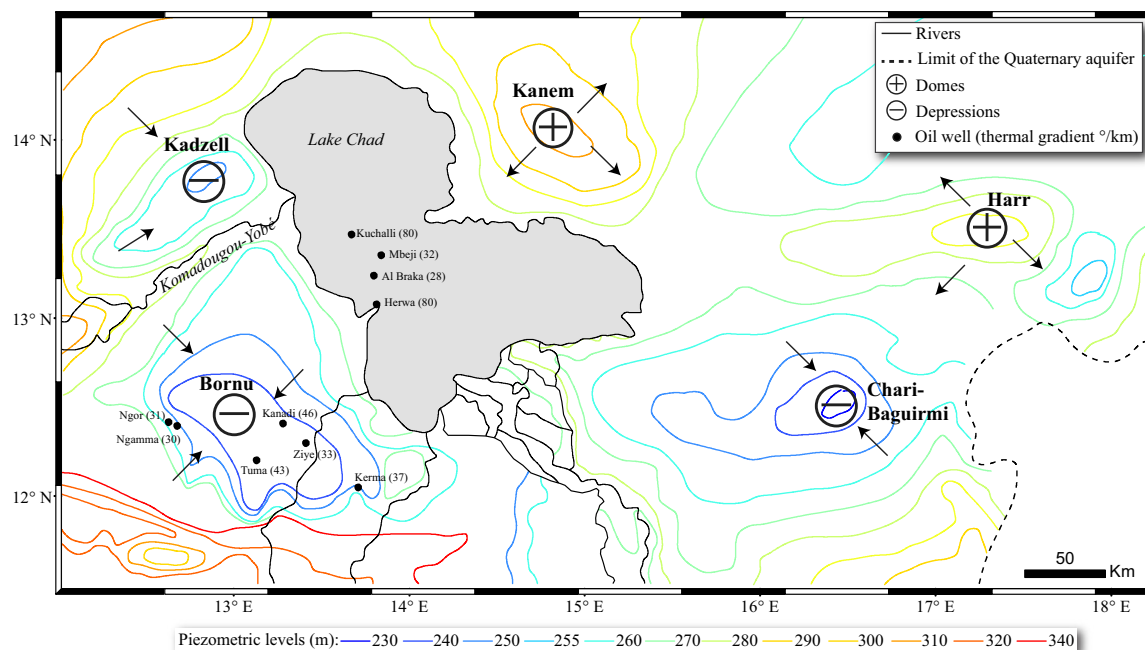 Rivers
Limit of the Quaternary aquifer
Domes
Depressions
Oil well (thermal gradient °/km)
Kanem
Lake Chad
14° N
Kadzell
Harr
Komadougou-Yobé
Kuchalli (80)
Mbeji (32)
Al Braka (28)
Herwa (80)
13° N
Bornu
Chari-
Baguirmi
Ngor (31)
Kanadi (46)
Ngamma (30)
Ziye (33)
Tuma (43)
Kerma (37)
12° N
50
Km
13° E 14° E 15° E 16° E 17° E 18° E
Piezometric levels (m): 230 240 250 255 260 270 280 290 300 310 320 340